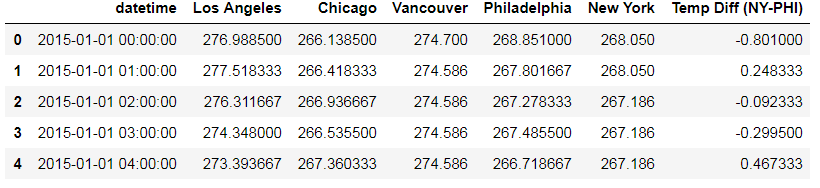 datetime Los Angeles Chicago Vancouver Philadelphia New York Temp Diff (NY-PHI)
0 2015-01-01 00:00:00 276.988500 266.138500 274.700 268.851000 268.050 -0.801000
1 2015-01-01 01:00:00 277.518333 266.418333 274.586 267.801667 268.050 0.248333
2 2015-01-01 02:00:00 276.311667 266.936667 274.586 267.278333 267.186 -0.092333
3 2015-01-01 03:00:00 274.348000 266.535500 274.586 267.485500 267.186 -0.299500
4 2015-01-01 04:00:00 273.393667 267.360333 274.586 266.718667 267.186 0.467333